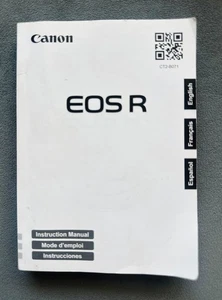 Canon
EOS R
English
Français
Español
Instruction Manual
Mode d'emploi
Instrucciones